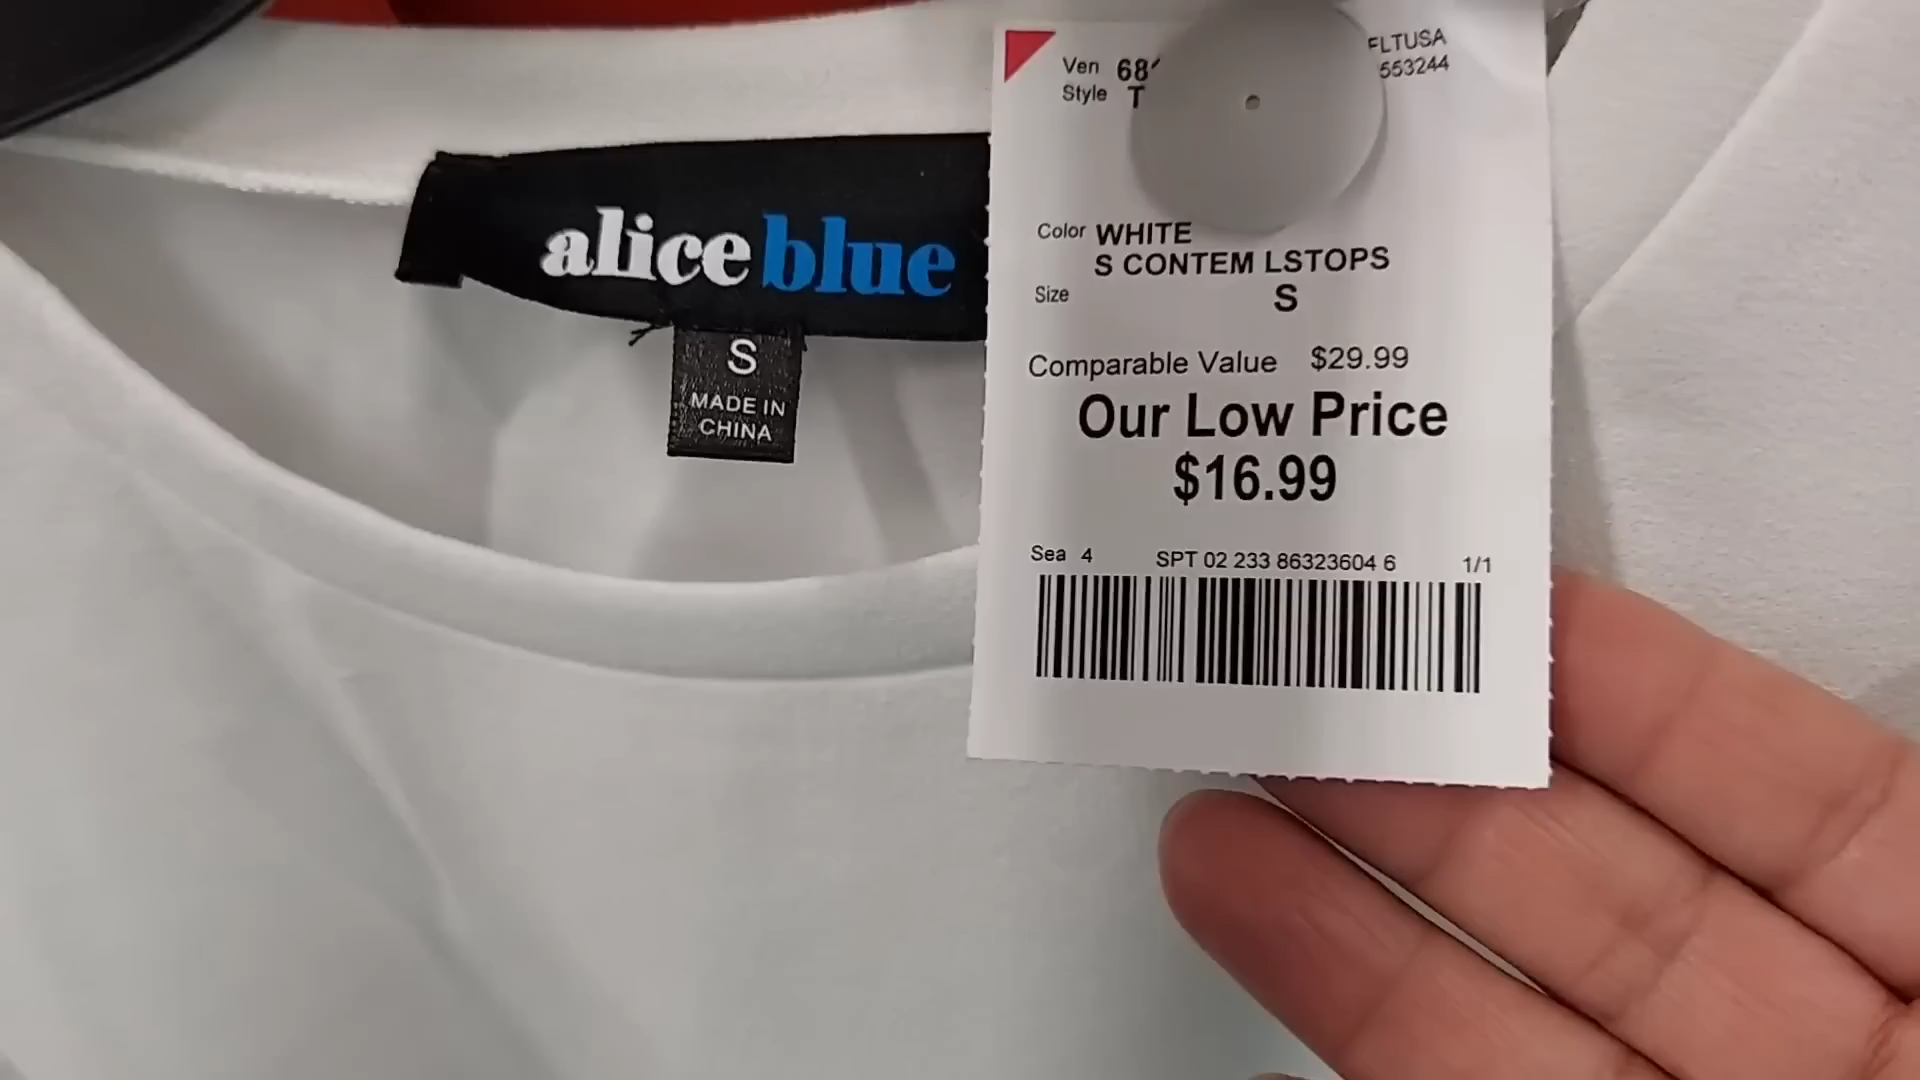 alice blue
S
MADE IN
CHINA
Ven
Style T
FLTUSA
553244
Color WHITE
S CONTEM LSTOPS
Size S
Comparable Value $29.99
Our Low Price
$16.99
Sea 4 SPT 02 233 86323604 6 1/1